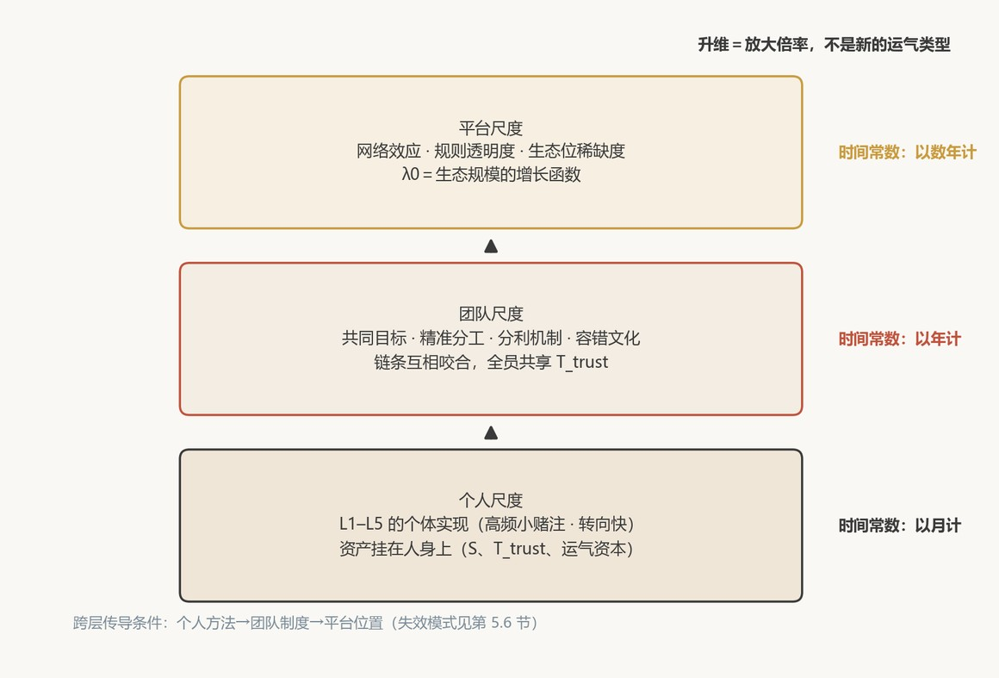 升维 = 放大倍率，不是新的运气类型
平台尺度
网络效应 · 规则透明度 · 生态位稀缺度
λ0 = 生态规模的增长函数
时间常数：以数年计
团队尺度
共同目标 · 精准分工 · 分利机制 · 容错文化
链条互相咬合，全员共享 T_trust
时间常数：以年计
个人尺度
L1–L5 的个体实现（高频小赌注 · 转向快）
资产挂在人身上（S、T_trust、运气资本）
时间常数：以月计
跨层传导条件：个人方法→团队制度→平台位置（失效模式见第 5.6 节）